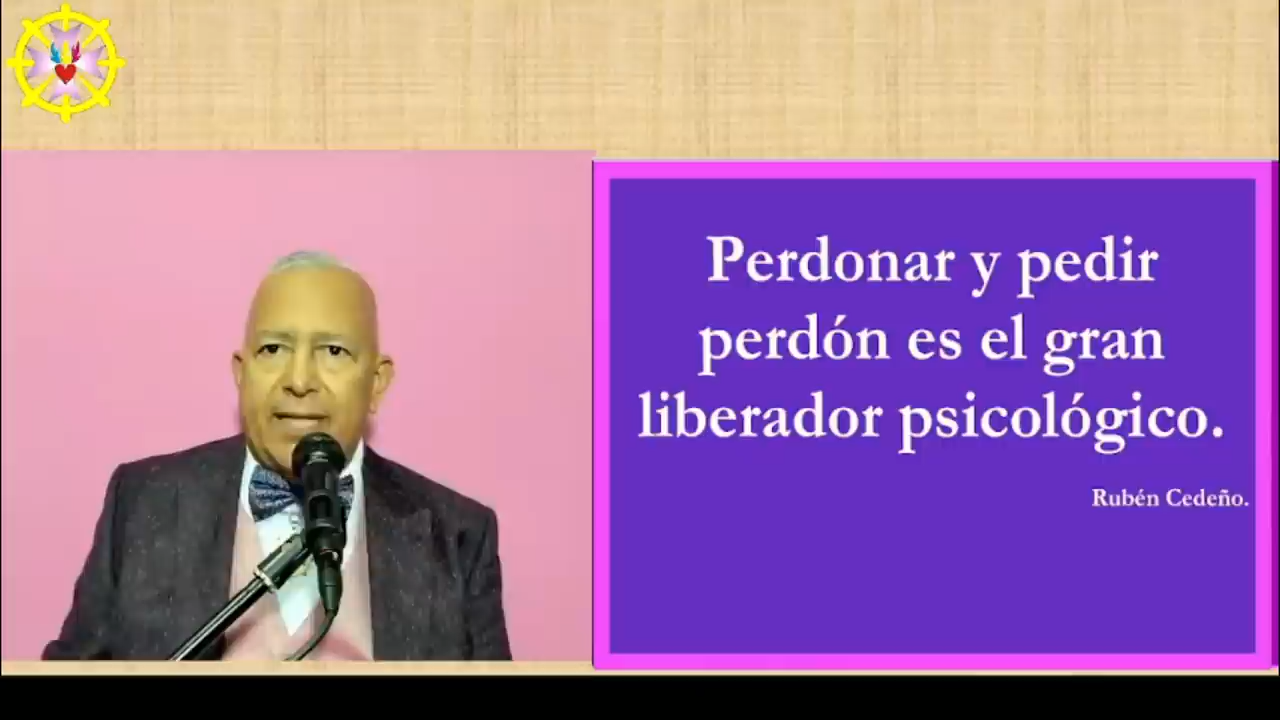 Perdonar y pedir
perdón es el gran
liberador psicológico.
Rubén Cedeño.